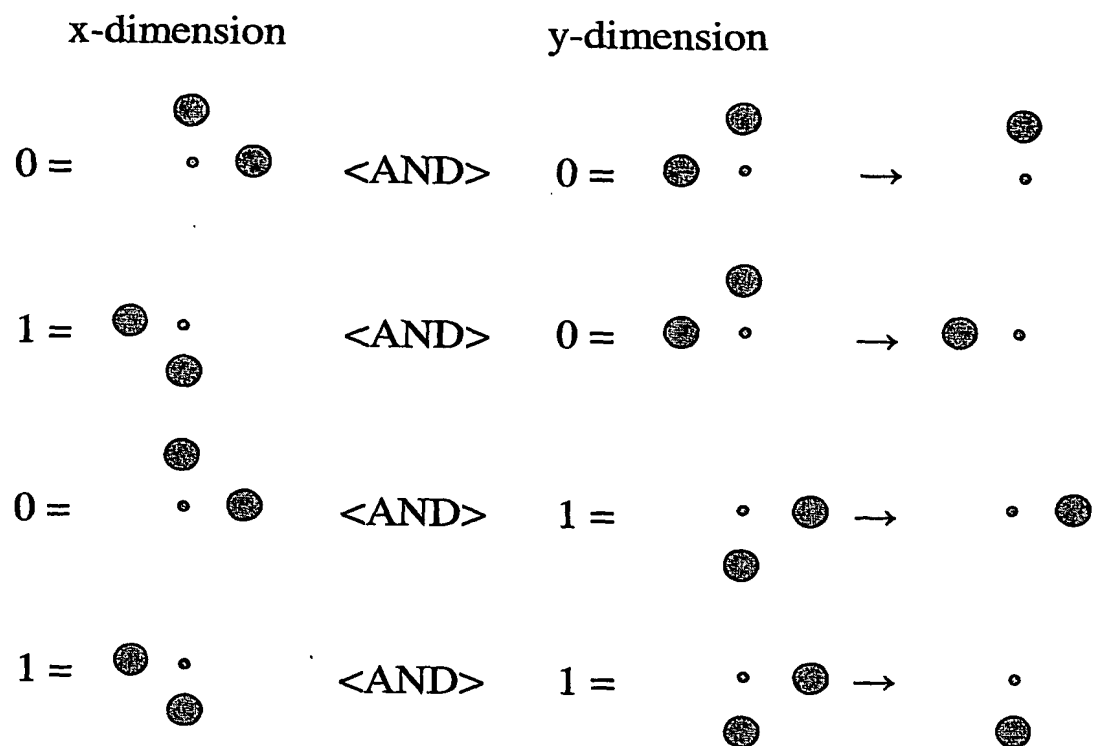 x-dimension y-dimension
0 = <AND> 0 = →
1 = <AND> 0 = →
0 = <AND> 1 = →
1 = <AND> 1 = →